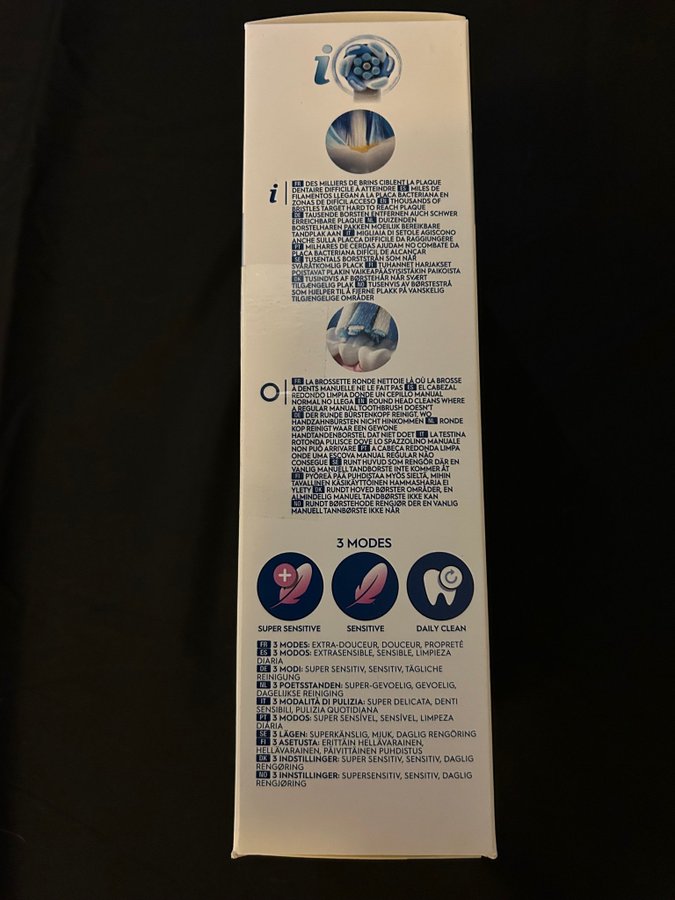 i
i
FR DES MILLIERS DE BRINS CIBLENT LA PLAQUE
DENTAIRE DIFFICILE À ATTEINDRE ES MILES DE
FILAMENTOS LLEGAN A LA PLACA BACTERIANA EN
ZONAS DE DIFÍCIL ACCESO EN THOUSANDS OF
BRISTLES TARGET HARD TO REACH PLAQUE
DE TAUSENDE BORSTEN ENTFERNEN AUCH SCHWER
ERREICHBARE PLAQUE NL DUIZENDEN
BORSTELHAREN PAKKEN MOEILIJK BEREIKBARE
TANDPLAK AAN IT MIGLIAIA DI SETOLE AGISCONO
ANCHE SULLA PLACCA DIFFICILE DA RAGGIUNGERE
PT MILHARES DE CERDAS AJUDAM NO COMBATE DA
PLACA BACTERIANA DIFÍCIL DE ALCANÇAR
SE TUSENTALS BORSTSTRÅN SOM NÅR
SVÅRÅTKOMLIG PLACK FI TUHANNET HARJAKSET
POISTAVAT PLAKIN VAIKEAPÄÄSYISISTÄKIN PAIKOISTA
DK TUSINDVIS AF BØRSTEHÅR NÅR SVÆRT
TILGÆNGELIG PLAK NO TUSENVIS AV BØRSTESTRÅ
SOM HJELPER TIL Å FJERNE PLAKK PÅ VANSKELIG
TILGJENGELIGE OMRÅDER
O
FR LA BROSSETTE RONDE NETTOIE LÀ OÙ LA BROSSE
À DENTS MANUELLE NE LE FAIT PAS ES EL CABEZAL
REDONDO LIMPIA DONDE UN CEPILLO MANUAL
NORMAL NO LLEGA EN ROUND HEAD CLEANS WHERE
A REGULAR MANUAL TOOTHBRUSH DOESN'T
DE DER RUNDE BÜRSTENKOPF REINIGT, WO
HANDZAHNBÜRSTEN NICHT HINKOMMEN NL RONDE
KOP REINIGT WAAR EEN GEWONE
HANDTANDENBORSTEL DAT NIET DOET IT LA TESTINA
ROTONDA PULISCE DOVE LO SPAZZOLINO MANUALE
NON PUÒ ARRIVARE PT A CABEÇA REDONDA LIMPA
ONDE UMA ESCOVA MANUAL REGULAR NÃO
CONSEGUE SE RUNT HUVUD SOM RENGÖR DÄR EN
VANLIG MANUELL TANDBORSTE INTE KOMMER ÅT
FI PYÖREÄ PÄÄ PUHDISTAA MYÖS SIELTÄ, MIHIN
TAVALLINEN KÄSIKÄYTTÖINEN HAMMASHARJA EI
YLETY DK RUNDT HOVED BØRSTER OMRÅDER, EN
ALMINDELIG MANUEL TANDBØRSTE IKKE KAN
NO RUNDT BØRSTEHODE RENGJØR DER EN VANLIG
MANUELL TANNBØRSTE IKKE NÅR
3 MODES
SUPER SENSITIVE SENSITIVE DAILY CLEAN
FR 3 MODES: EXTRA-DOUCEUR, DOUCEUR, PROPRETÉ
ES 3 MODOS: EXTRASENSIBLE, SENSIBLE, LIMPIEZA
DIARIA
DE 3 MODI: SUPER SENSITIV, SENSITIV, TÄGLICHE
REINIGUNG
NL 3 POETSSTANDEN: SUPER-GEVOELIG, GEVOELIG,
DAGELIJKSE REINIGING
IT 3 MODALITÀ DI PULIZIA: SUPER DELICATA, DENTI
SENSIBILI, PULIZIA QUOTIDIANA
PT 3 MODOS: SUPER SENSÍVEL, SENSÍVEL, LIMPEZA
DIÁRIA
SE 3 LÄGEN: SUPERKÄNSLIG, MJUK, DAGLIG RENGÖRING
FI 3 ASETUSTA: ERITTÄIN HELLÄVARAINEN,
HELLÄVARAINEN, PÄIVITTÄINEN PUHDISTUS
DK 3 INDSTILLINGER: SUPER SENSITIV, SENSITIV, DAGLIG
RENGØRING
NO 3 INNSTILLINGER: SUPERSENSITIV, SENSITIV, DAGLIG
RENGJØRING